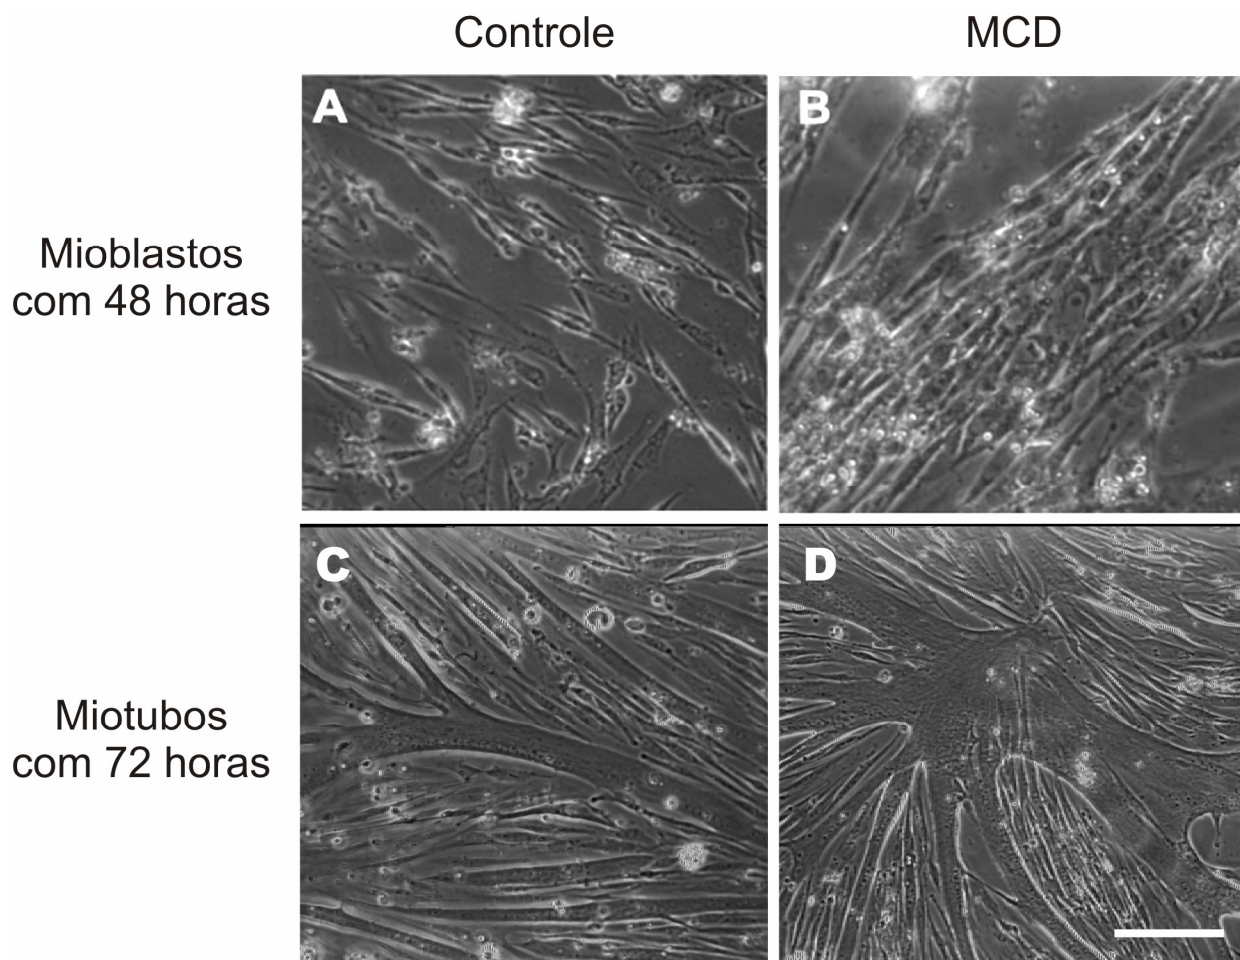 Controle
MCD
A
B
Mioblastos
com 48 horas
C
D
Miotubos
com 72 horas